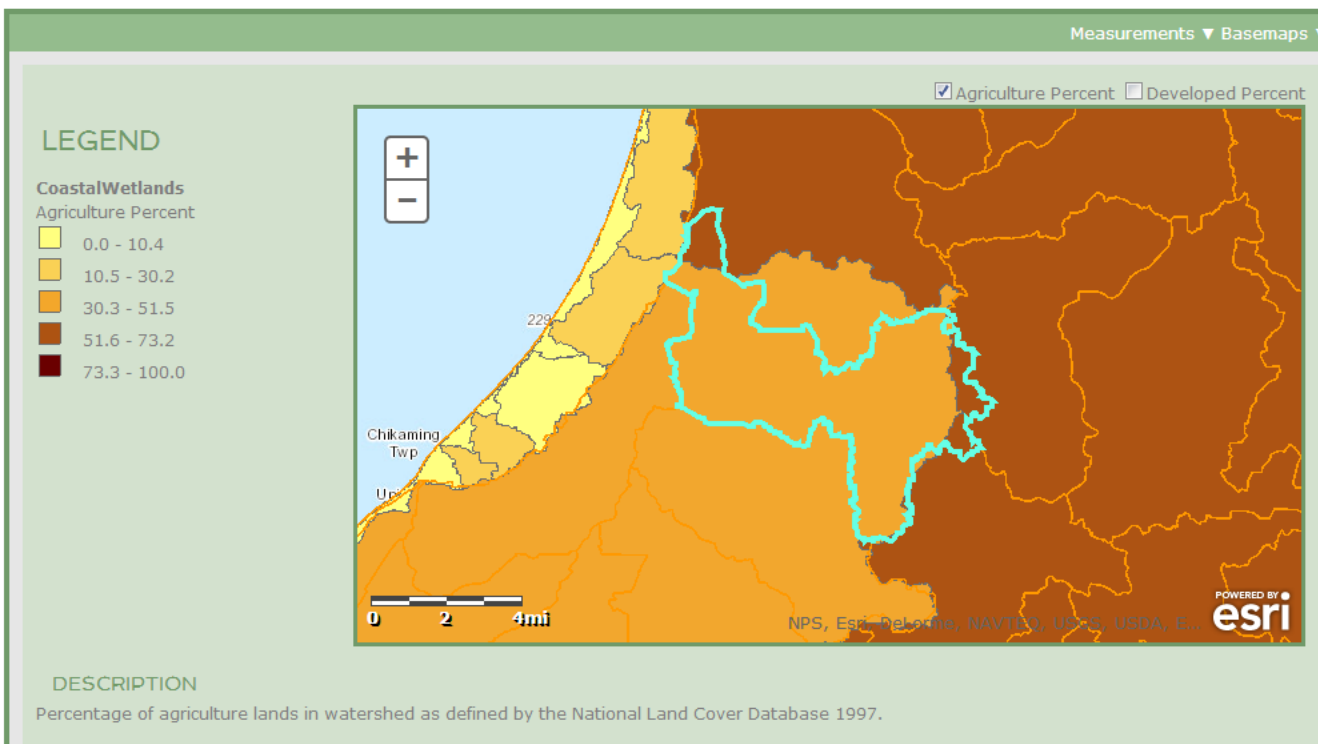 Measurements ▼ Basemaps
Agriculture Percent Developed Percent
LEGEND
CoastalWetlands
Agriculture Percent
0.0 - 10.4
10.5 - 30.2
30.3 - 51.5
51.6 - 73.2
73.3 - 100.0
+
−
229
Chikaming
Twp
0 2 4mi
NPS, Esri, DeLorme, NAVTEQ, USGS, USDA, E...
POWERED BY
esri
DESCRIPTION
Percentage of agriculture lands in watershed as defined by the National Land Cover Database 1997.